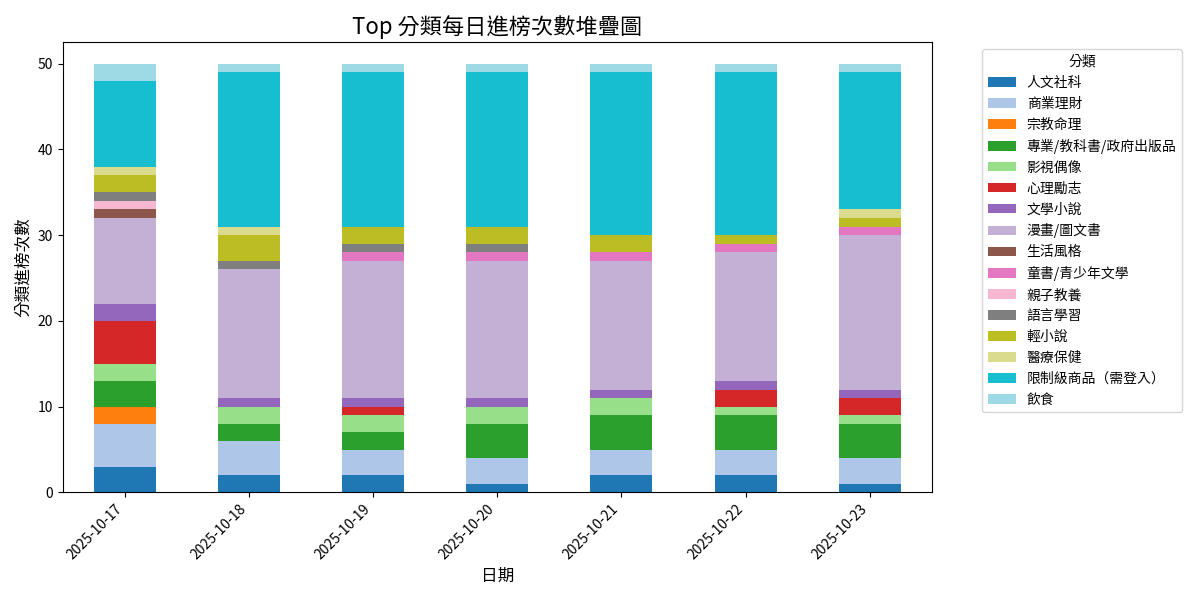 Top 分類每日進榜次數堆疊圖
分類進榜次數
50
40
30
20
10
0
2025-10-17
2025-10-18
2025-10-19
2025-10-20
2025-10-21
2025-10-22
2025-10-23
日期
分類
人文社科
商業理財
宗教命理
專業/教科書/政府出版品
影視偶像
心理勵志
文學小說
漫畫/圖文書
生活風格
童書/青少年文學
親子教養
語言學習
輕小說
醫療保健
限制級商品（需登入）
飲食